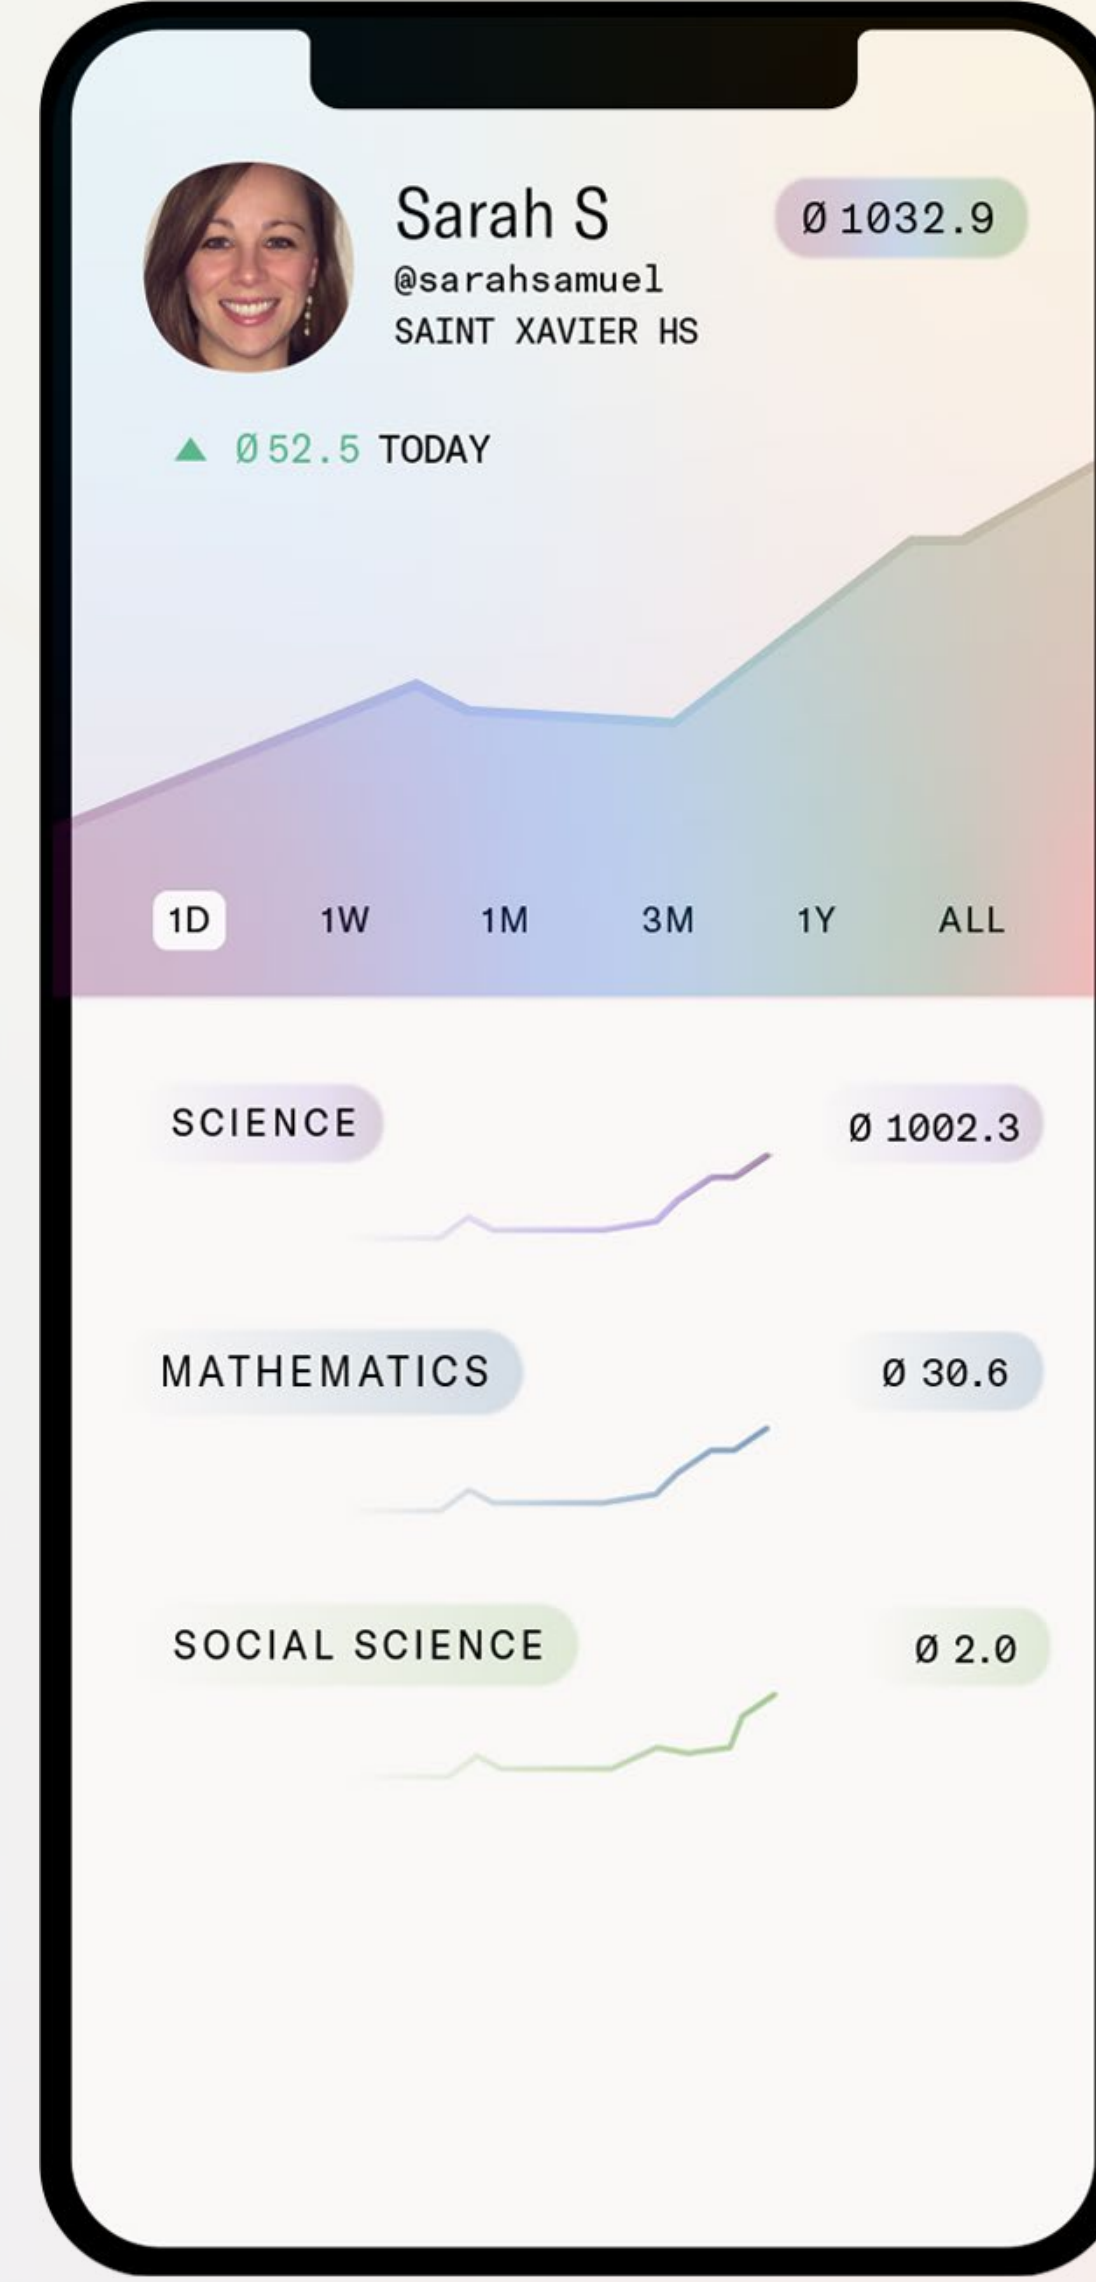 Sarah S
Ø 1032.9
@sarahsamuel
SAINT XAVIER HS
Ø 52.5 TODAY
1D 1W 1M 3M 1Y ALL
SCIENCE
Ø 1002.3
MATHEMATICS
Ø 30.6
SOCIAL SCIENCE
Ø 2.0